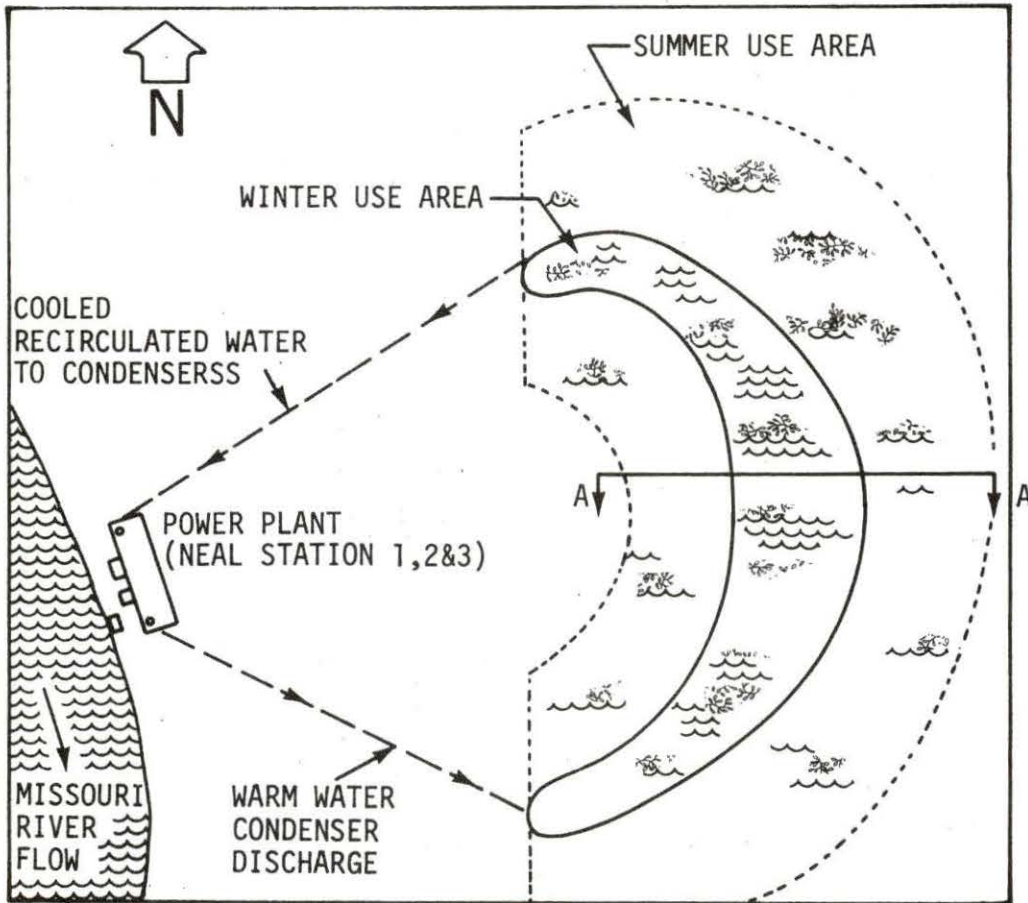 N
SUMMER USE AREA
WINTER USE AREA
COOLED
RECIRCULATED WATER
TO CONDENSERSS
A
A
POWER PLANT
(NEAL STATION 1,2&3)
MISSOURI
RIVER
FLOW
WARM WATER
CONDENSER
DISCHARGE